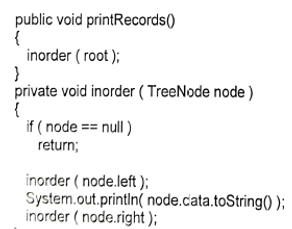 public void printRecords()
{
inorder ( root );
}
private void inorder ( TreeNode node )
{
if ( node == null )
return;
inorder ( node.left );
System.out.println( node.data.toString() );
inorder ( node.right );
}